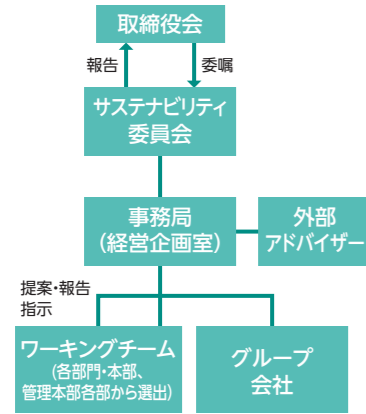 取締役会
報告
委嘱
サステナビリティ
委員会
事務局
（経営企画室）
外部
アドバイザー
提案・報告
指示
ワーキングチーム
（各部門・本部、
管理本部各部から選出）
グループ
会社